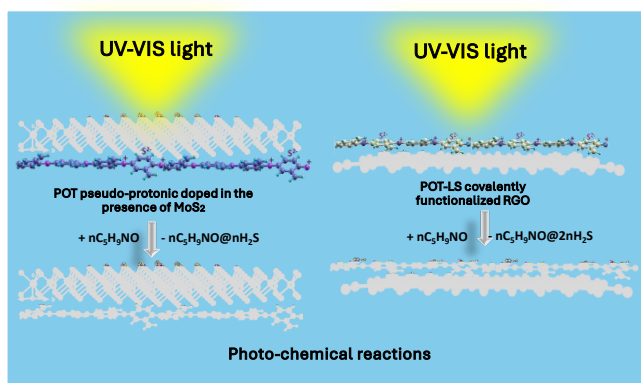 UV-VIS light
UV-VIS light
POT pseudo-protonic doped in the
presence of MoS₂
POT-LS covalently
functionalized RGO
+ nC₅H₉NO
- nC₅H₉NO@nH₂S
+ nC₅H₉NO
- nC₅H₉NO@2nH₂S
Photo-chemical reactions